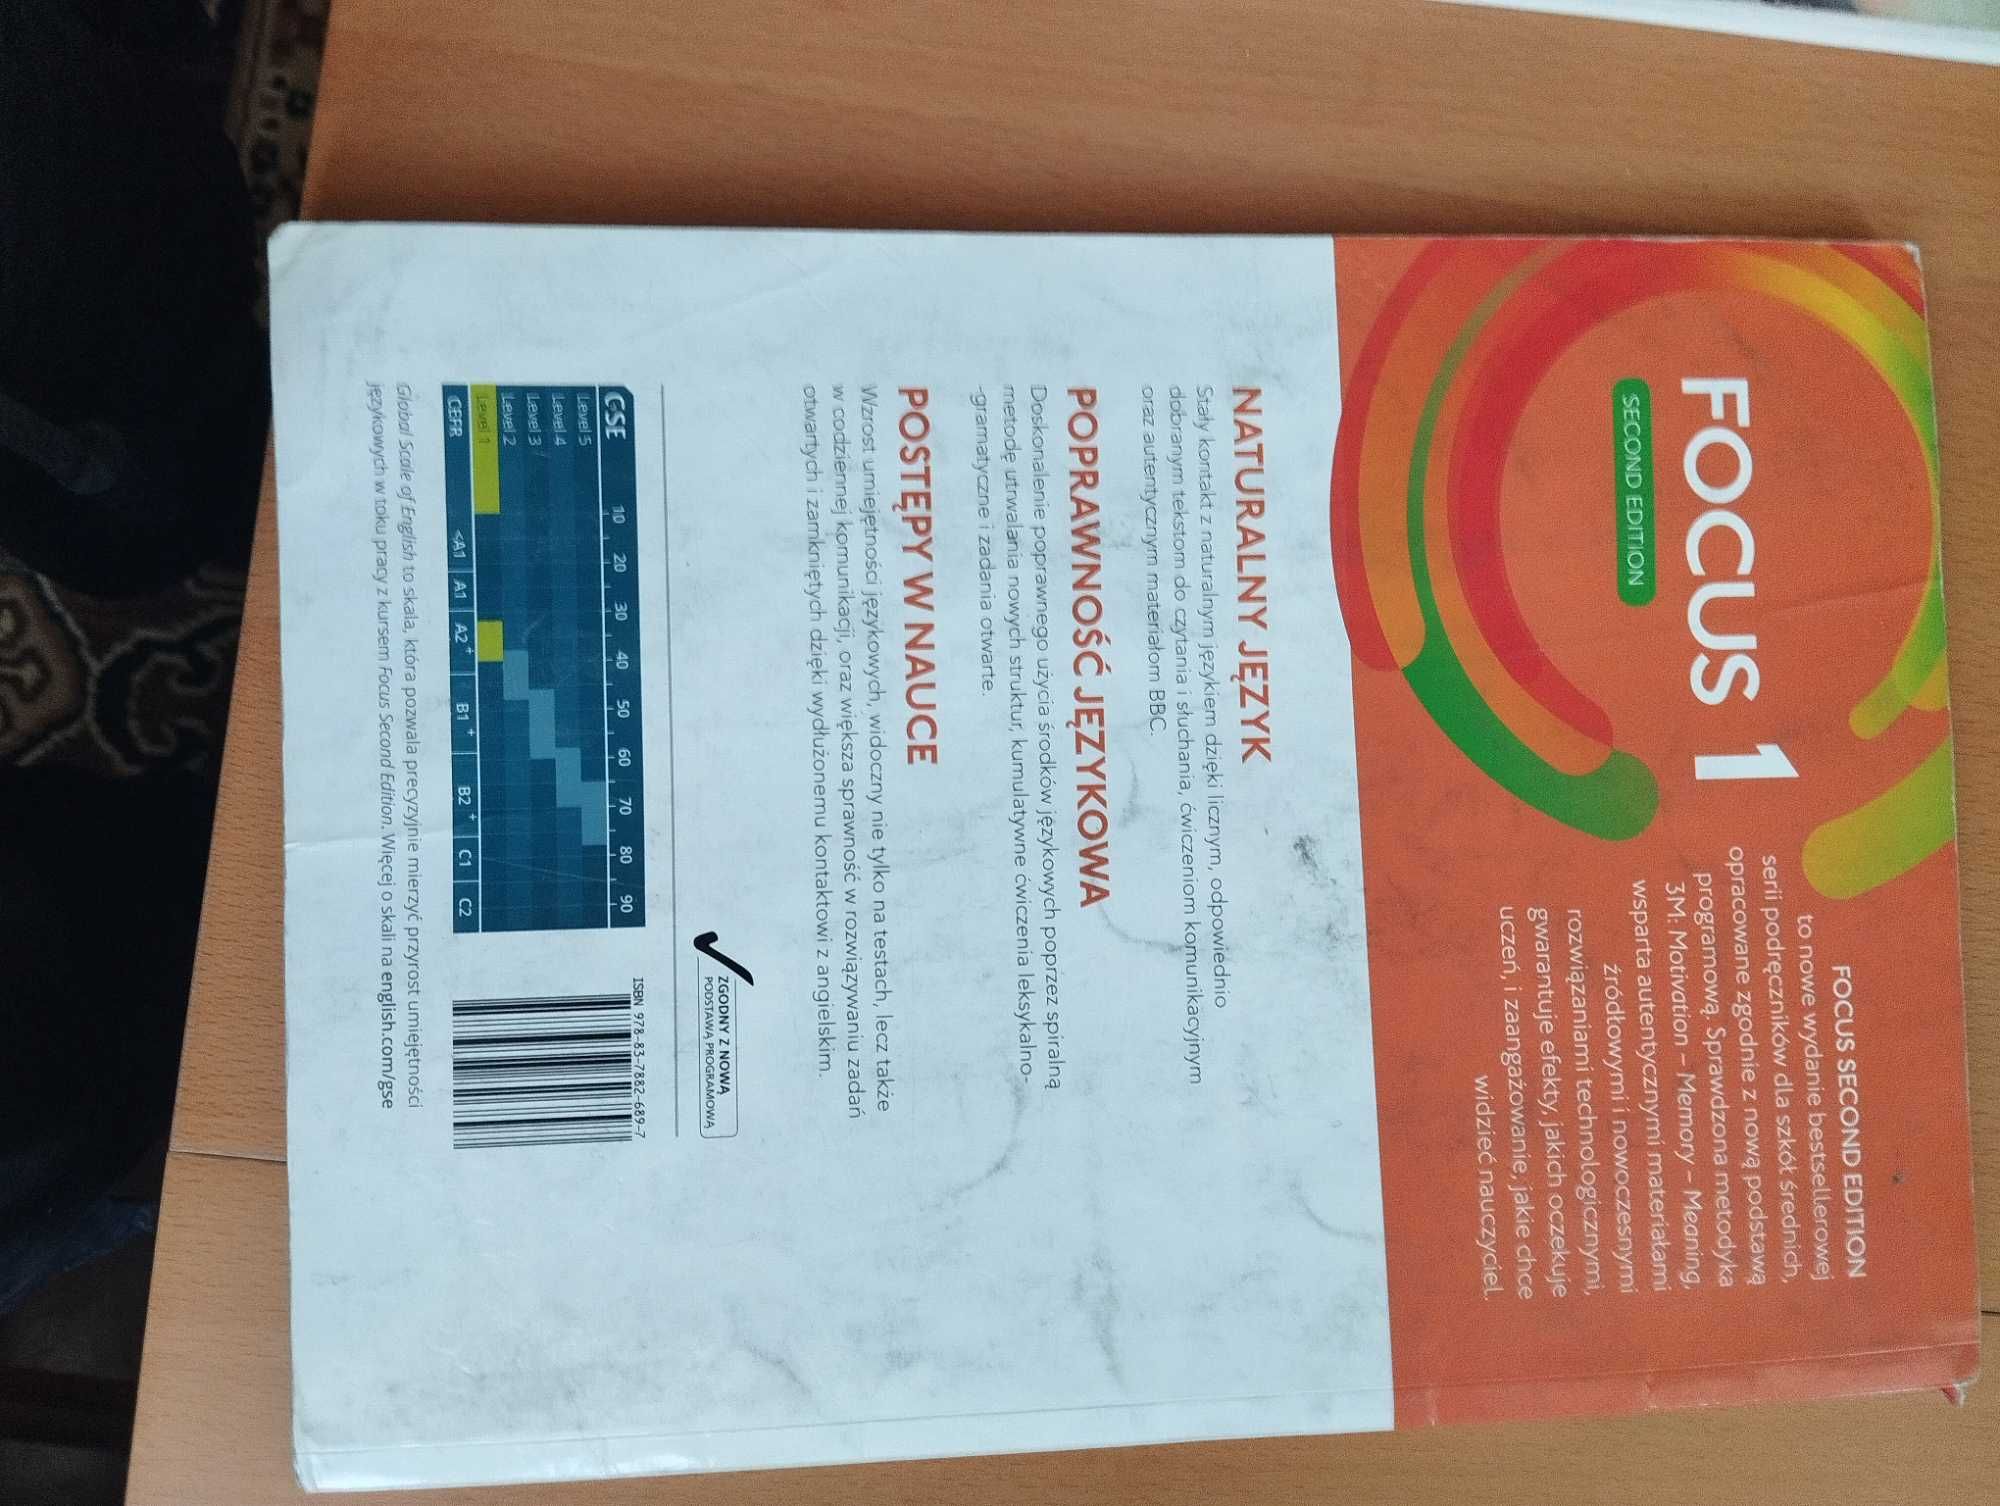 FOCUS 1
SECOND EDITION
FOCUS SECOND EDITION
to nowe wydanie bestsellerowej
serii podręczników dla szkół średnich,
opracowane zgodnie z nową podstawą
programową. Sprawdzona metodyka
3M: Motivation – Memory – Meaning,
wsparta autentycznymi materiałami
źródłowymi i nowoczesnymi
rozwiązaniami technologicznymi,
gwarantuje efekty, jakich oczekuje
uczeń, i zaangażowanie, jakie chce
widzieć nauczyciel.
NATURALNY JĘZYK
Stały kontakt z naturalnym językiem dzięki licznym, odpowiednio
dobranym tekstom do czytania i słuchania, ćwiczeniom komunikacyjnym
oraz autentycznym materiałom BBC.
POPRAWNOŚĆ JĘZYKOWA
Doskonalenie poprawnego użycia środków językowych poprzez spiralną
metodę utrwalania nowych struktur, kumulatywne ćwiczenia leksykalno-
-gramatyczne i zadania otwarte.
POSTĘPY W NAUCE
Wzrost umiejętności językowych, widoczny nie tylko na testach, lecz także
w codziennej komunikacji, oraz większa sprawność w rozwiązywaniu zadań
otwartych i zamkniętych dzięki wydłużonemu kontaktowi z angielskim.
ZGODNY Z NOWĄ
PODSTAWĄ PROGRAMOWĄ
GSE 10 20 30 40 50 60 70 80 90
Level 5
Level 4
Level 3
Level 2
Level 1
CEFR <A1 A1 A2 + B1 + B2 + C1 C2
ISBN 978-83-7882-689-7
Global Scale of English to skala, która pozwala precyzyjnie mierzyć przyrost umiejętności
językowych w toku pracy z kursem Focus Second Edition. Więcej o skali na english.com/gse